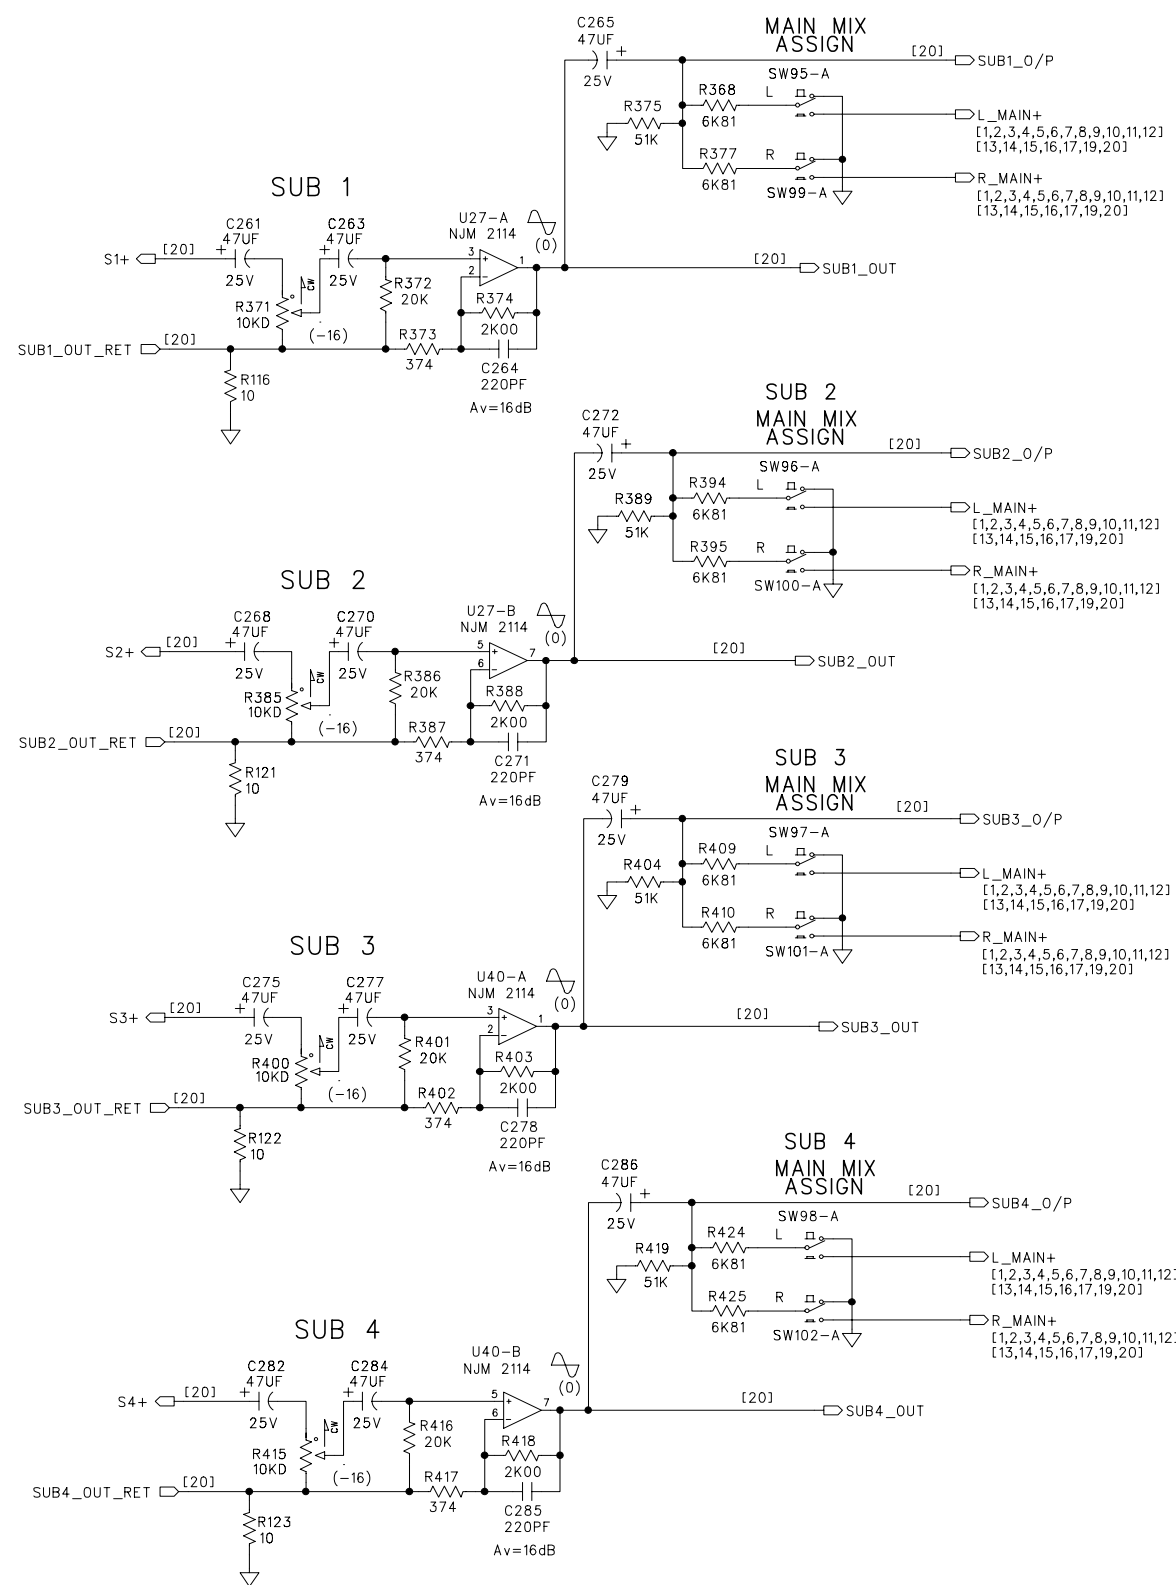 C265
47UF
+
25V
MAIN MIX
ASSIGN
[20]
SUB1_O/P
SW95-A
L
R368
6K81
R375
51K
L_MAIN+
[1,2,3,4,5,6,7,8,9,10,11,12]
[13,14,15,16,17,19,20]
R377
6K81
R
SW99-A
R_MAIN+
[1,2,3,4,5,6,7,8,9,10,11,12]
[13,14,15,16,17,19,20]
SUB 1
S1+
[20]
C261
47UF
+
25V
C263
47UF
+
25V
CW
R371
10KD
(-16)
R372
20K
U27-A
NJM 2114
(0)
3
+
2
-
1
[20]
SUB1_OUT
R374
2K00
SUB1_OUT_RET
[20]
R373
374
C264
220PF
Av=16dB
R116
10
SUB 2
MAIN MIX
ASSIGN
C272
47UF
+
25V
[20]
SUB2_O/P
SW96-A
L
R394
6K81
R389
51K
L_MAIN+
[1,2,3,4,5,6,7,8,9,10,11,12]
[13,14,15,16,17,19,20]
R395
6K81
R
SW100-A
R_MAIN+
[1,2,3,4,5,6,7,8,9,10,11,12]
[13,14,15,16,17,19,20]
SUB 2
S2+
[20]
C268
47UF
+
25V
C270
47UF
+
25V
CW
R385
10KD
(-16)
R386
20K
U27-B
NJM 2114
(0)
5
+
6
-
7
[20]
SUB2_OUT
R388
2K00
SUB2_OUT_RET
[20]
R387
374
C271
220PF
Av=16dB
R121
10
SUB 3
MAIN MIX
ASSIGN
C279
47UF
+
25V
[20]
SUB3_O/P
SW97-A
L
R409
6K81
R404
51K
L_MAIN+
[1,2,3,4,5,6,7,8,9,10,11,12]
[13,14,15,16,17,19,20]
R410
6K81
R
SW101-A
R_MAIN+
[1,2,3,4,5,6,7,8,9,10,11,12]
[13,14,15,16,17,19,20]
SUB 3
S3+
[20]
C275
47UF
+
25V
C277
47UF
+
25V
CW
R400
10KD
(-16)
R401
20K
U40-A
NJM 2114
(0)
3
+
2
-
1
[20]
SUB3_OUT
R403
2K00
SUB3_OUT_RET
[20]
R402
374
C278
220PF
Av=16dB
R122
10
SUB 4
MAIN MIX
ASSIGN
C286
47UF
+
25V
[20]
SUB4_O/P
SW98-A
L
R424
6K81
R419
51K
L_MAIN+
[1,2,3,4,5,6,7,8,9,10,11,12]
[13,14,15,16,17,19,20]
R425
6K81
R
SW102-A
R_MAIN+
[1,2,3,4,5,6,7,8,9,10,11,12]
[13,14,15,16,17,19,20]
SUB 4
S4+
[20]
C282
47UF
+
25V
C284
47UF
+
25V
CW
R415
10KD
(-16)
R416
20K
U40-B
NJM 2114
(0)
5
+
6
-
7
[20]
SUB4_OUT
R418
2K00
SUB4_OUT_RET
[20]
R417
374
C285
220PF
Av=16dB
R123
10